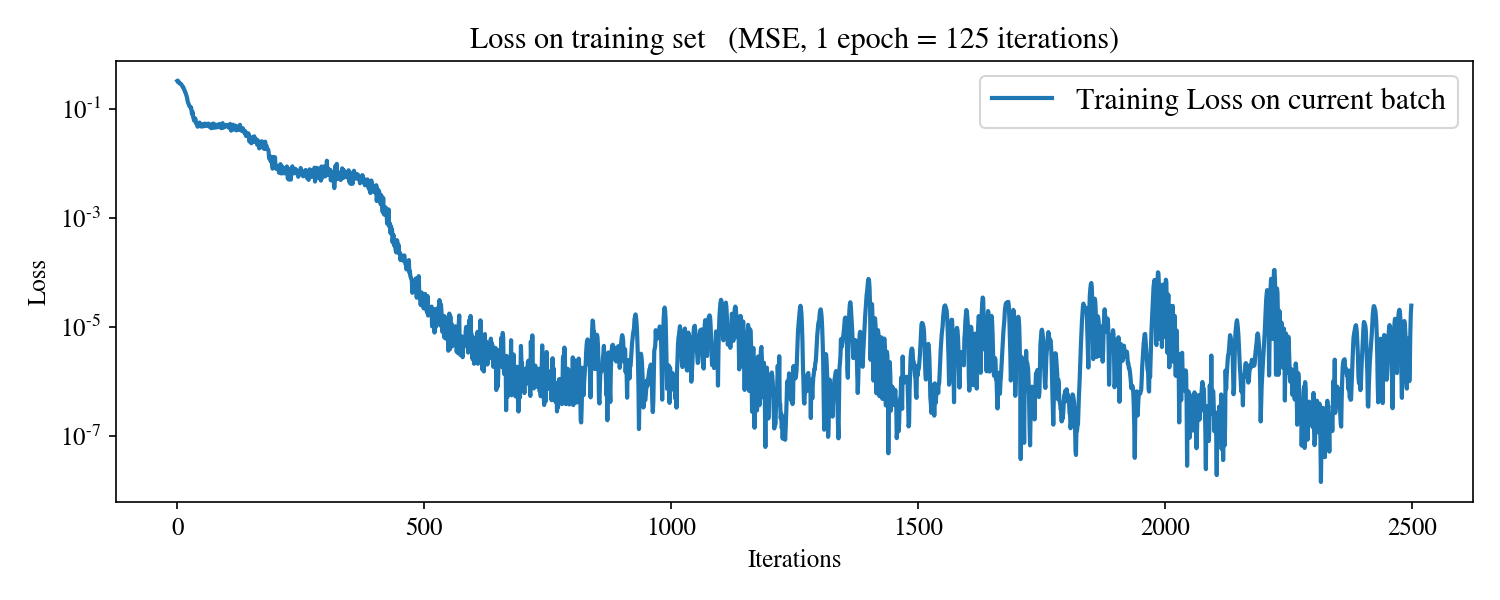 Loss on training set (MSE, 1 epoch = 125 iterations)
Training Loss on current batch
Loss
10-1
10-3
10-5
10-7
0 500 1000 1500 2000 2500
Iterations